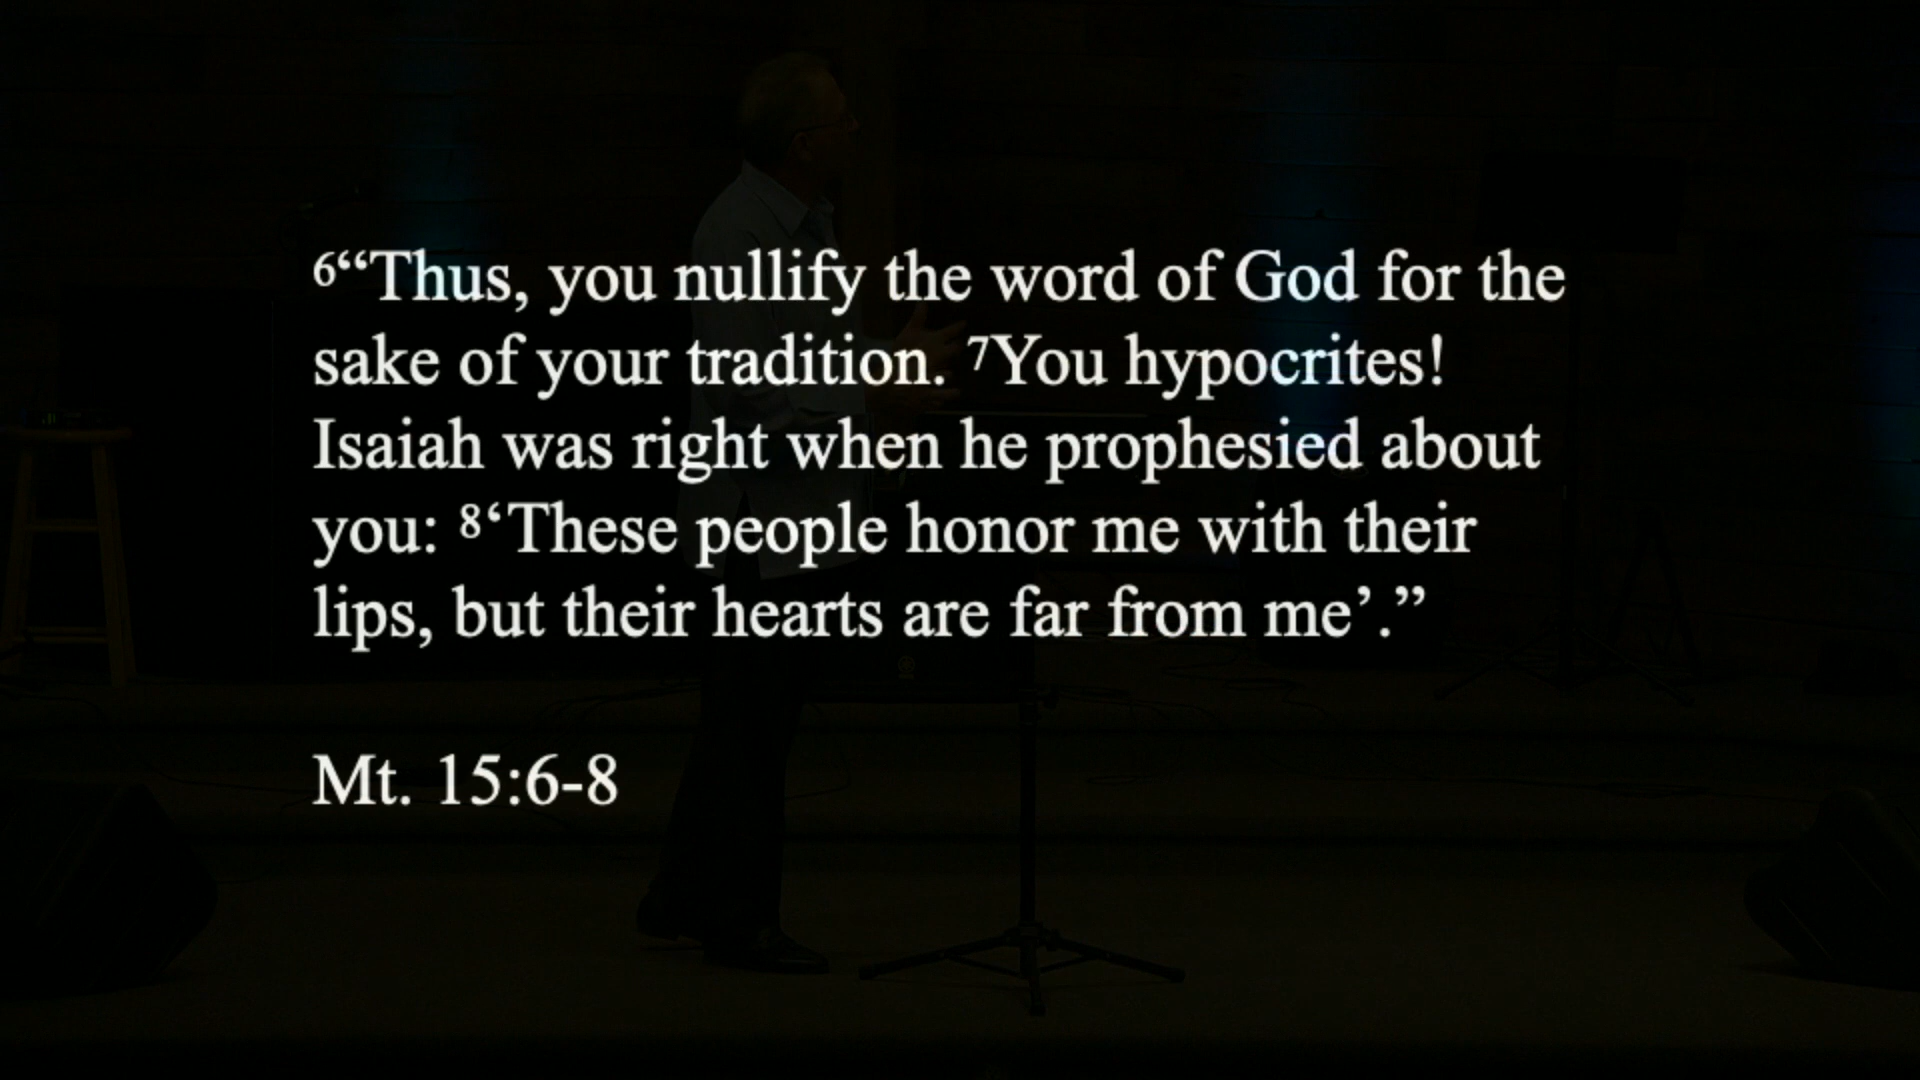 ⁶“Thus, you nullify the word of God for the
sake of your tradition. ⁷You hypocrites!
Isaiah was right when he prophesied about
you: ⁸‘These people honor me with their
lips, but their hearts are far from me’.”
Mt. 15:6-8